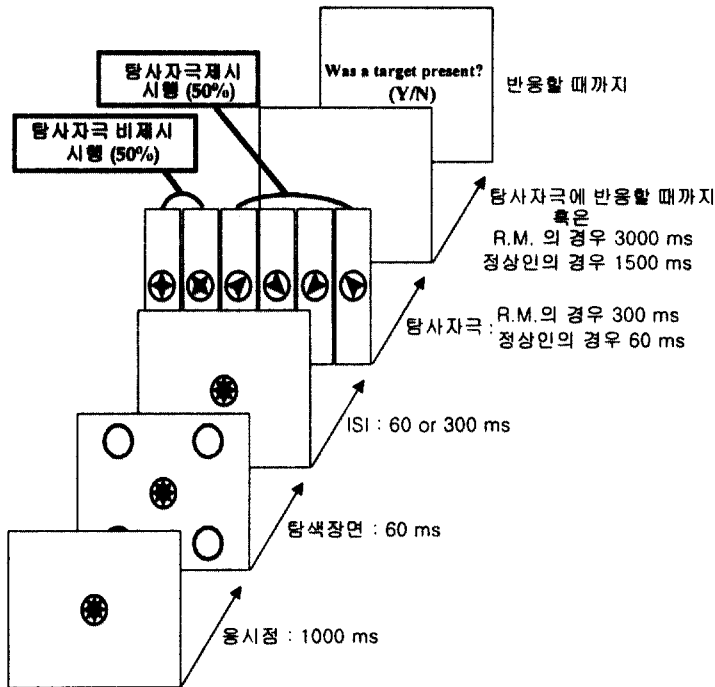 Was a target present?
(Y/N)
반응할 때까지
탐사자극제시
시행 (50%)
탐사자극 비제시
시행 (50%)
탐사자극에 반응할 때까지
혹은
R.M. 의 경우 3000 ms
정상인의 경우 1500 ms
탐사자극 : R.M.의 경우 300 ms
정상인의 경우 60 ms
ISI : 60 or 300 ms
탐색장면 : 60 ms
응시점 : 1000 ms